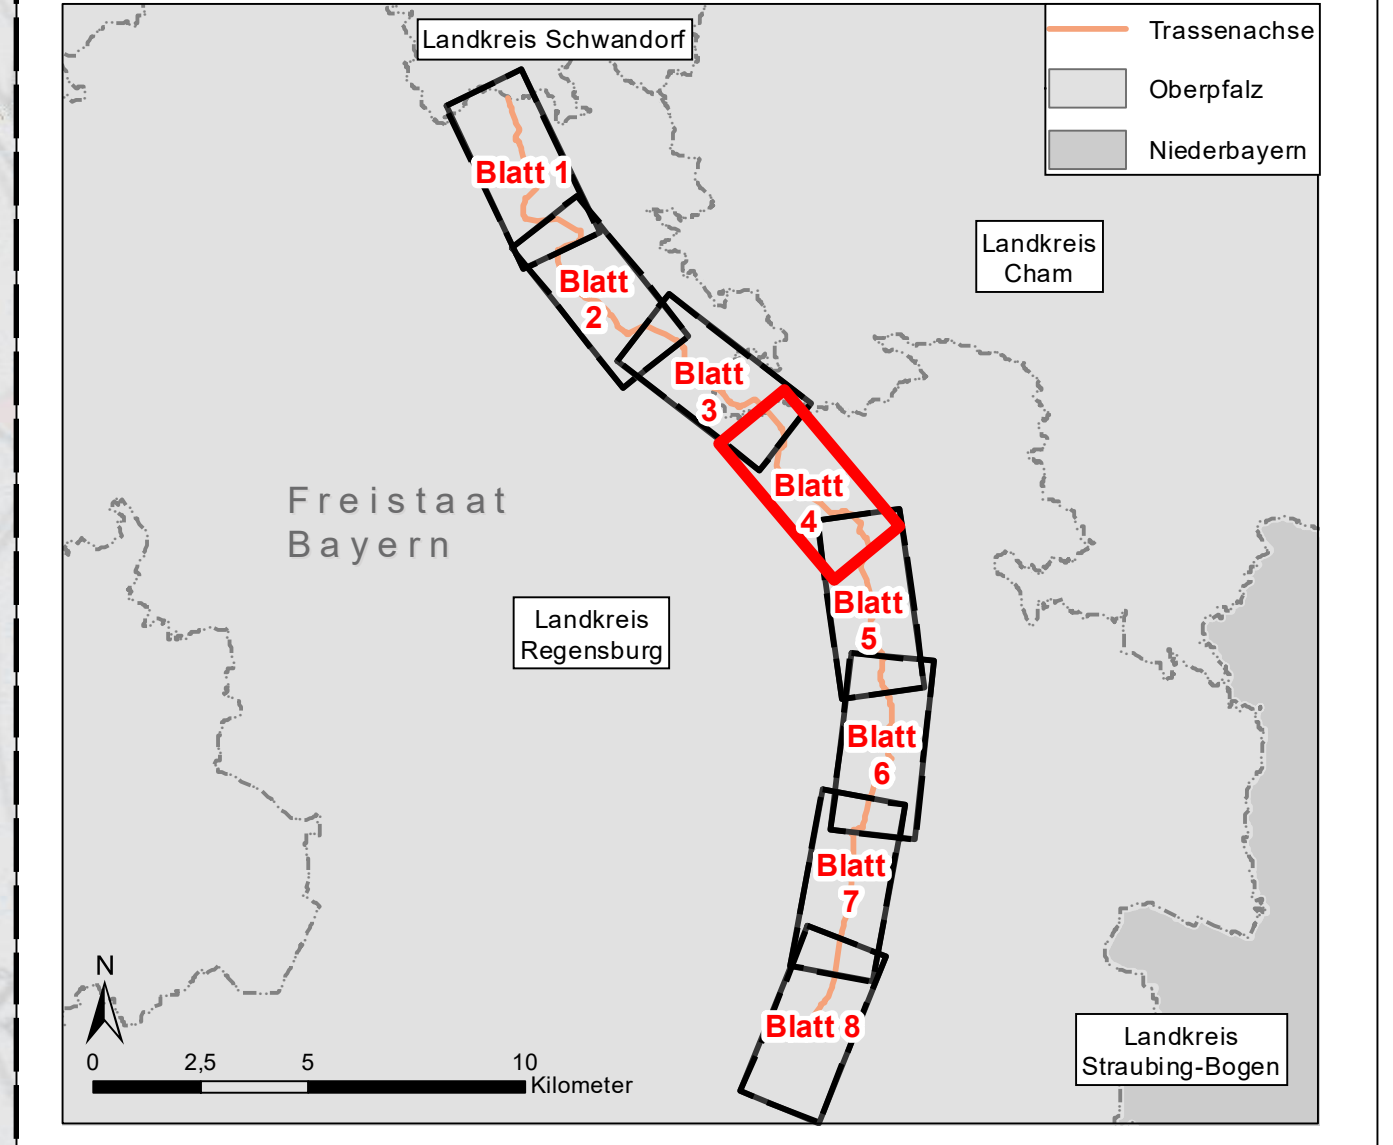 Landkreis Schwandorf
Trassenachse
Oberpfalz
Niederbayern
Blatt 1
Landkreis
Cham
Blatt
2
Blatt
3
Blatt
4
Freistaat
Bayern
Landkreis
Regensburg
Blatt
5
Blatt
6
Blatt
7
Blatt 8
N
0 2,5 5 10
Kilometer
Landkreis
Straubing-Bogen